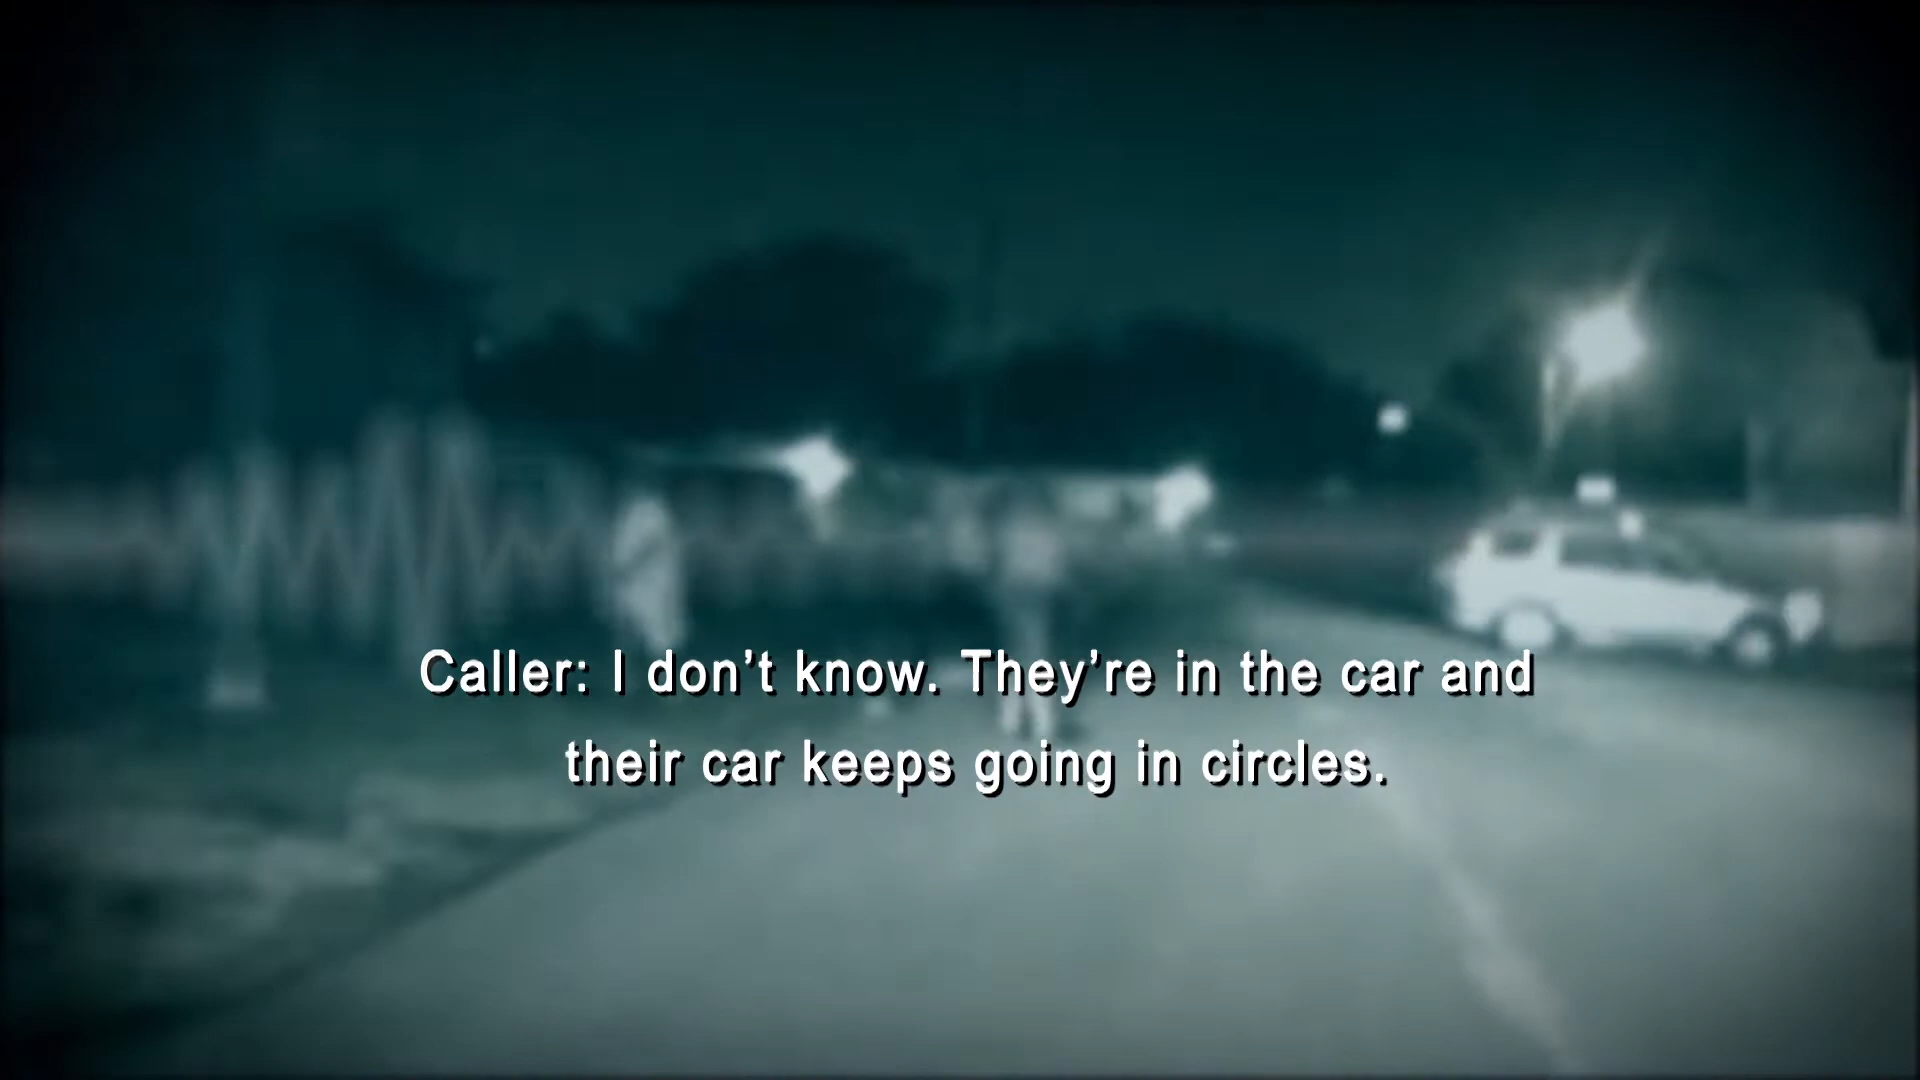 Caller: I don’t know. They’re in the car and
their car keeps going in circles.